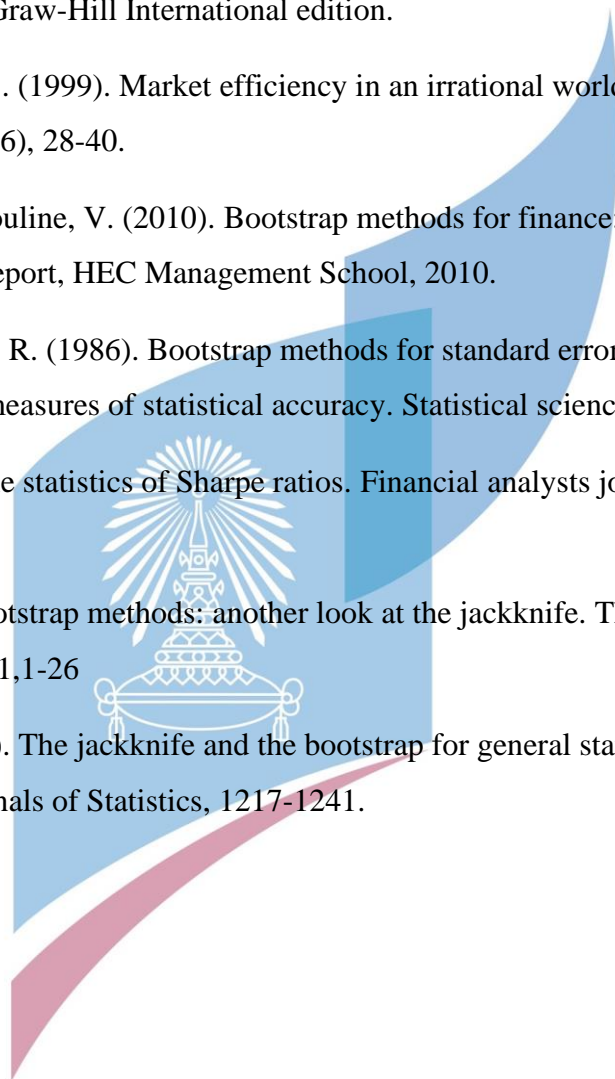 Graw-Hill International edition.
. (1999). Market efficiency in an irrational world
6), 28-40.
ouline, V. (2010). Bootstrap methods for finance:
eport, HEC Management School, 2010.
R. (1986). Bootstrap methods for standard error
measures of statistical accuracy. Statistical science
e statistics of Sharpe ratios. Financial analysts jo
otstrap methods: another look at the jackknife. Th
1,1-26
). The jackknife and the bootstrap for general sta
nals of Statistics, 1217-1241.